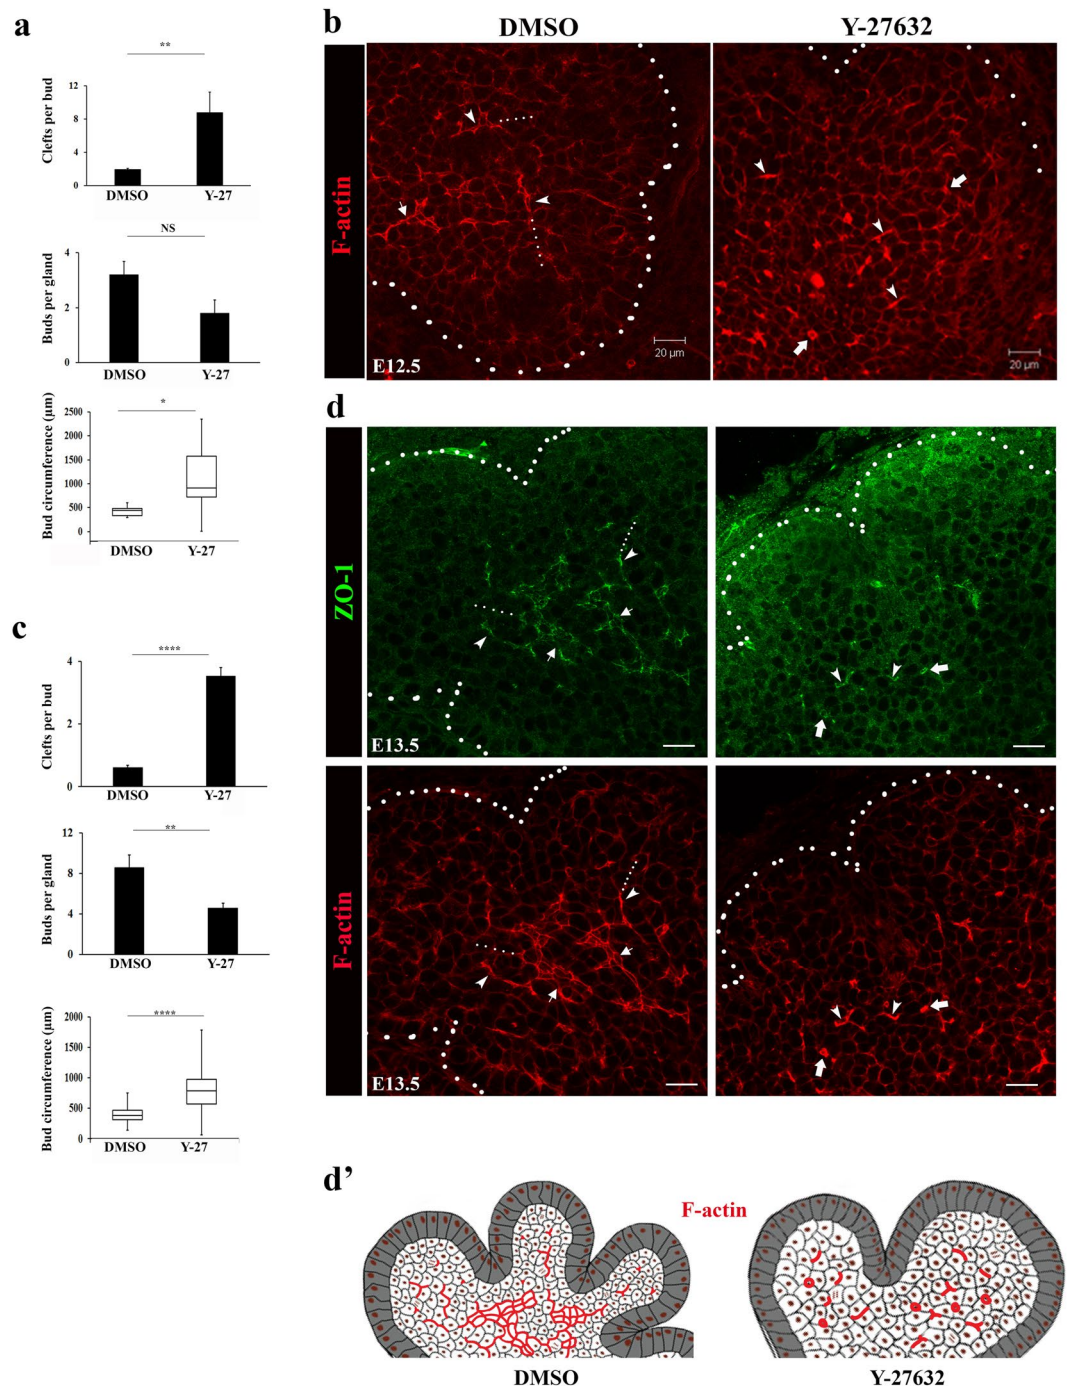 a
**
Clefts per bud
12
8
4
0
DMSO Y-27
NS
Buds per gland
4
2
0
DMSO Y-27
*
Bud circumference (µm)
2500
2000
1500
1000
500
0
DMSO Y-27
b
DMSO Y-27632
F-actin
E12.5
20 µm
20 µm
c
****
Clefts per bud
4
2
0
DMSO Y-27
**
Buds per gland
12
8
4
0
DMSO Y-27
****
Bud circumference (µm)
2000
1500
1000
500
0
DMSO Y-27
d
ZO-1
E13.5
F-actin
E13.5
d’
F-actin
DMSO Y-27632